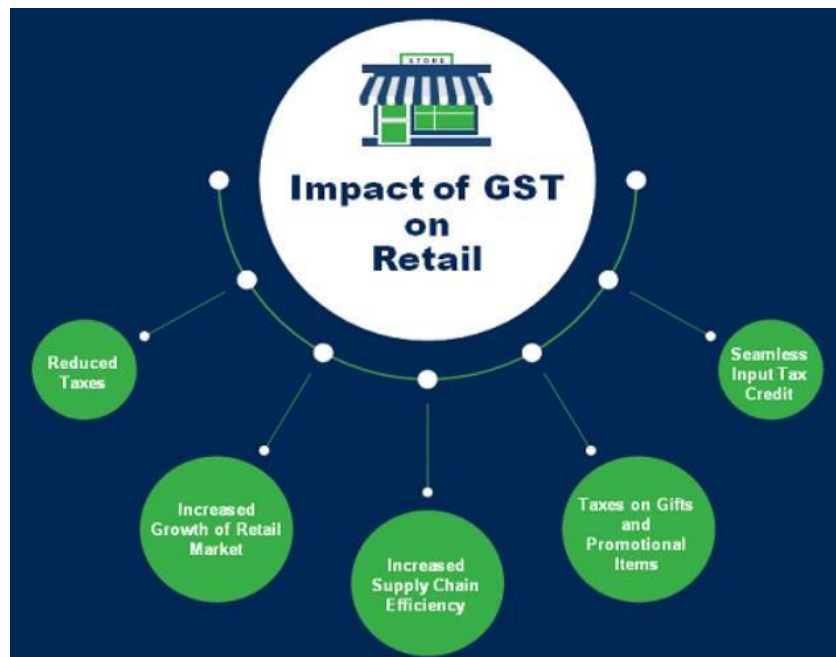 STORE
Impact of GST
on
Retail
Reduced
Taxes
Increased
Growth of Retail
Market
Increased
Supply Chain
Efficiency
Taxes on Gifts
and
Promotional
Items
Seamless
Input Tax
Credit